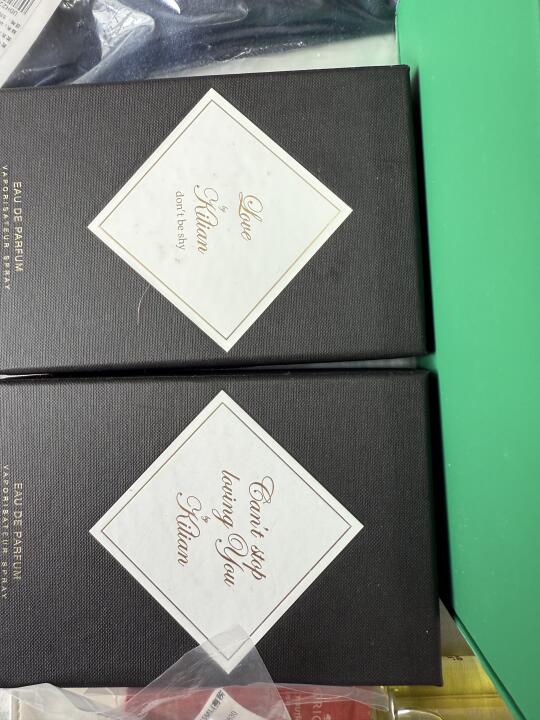 Love
by
Kilian
don't be shy
EAU DE PARFUM
VAPORISATEUR SPRAY
Can't stop
loving You
by
Kilian
EAU DE PARFUM
VAPORISATEUR SPRAY